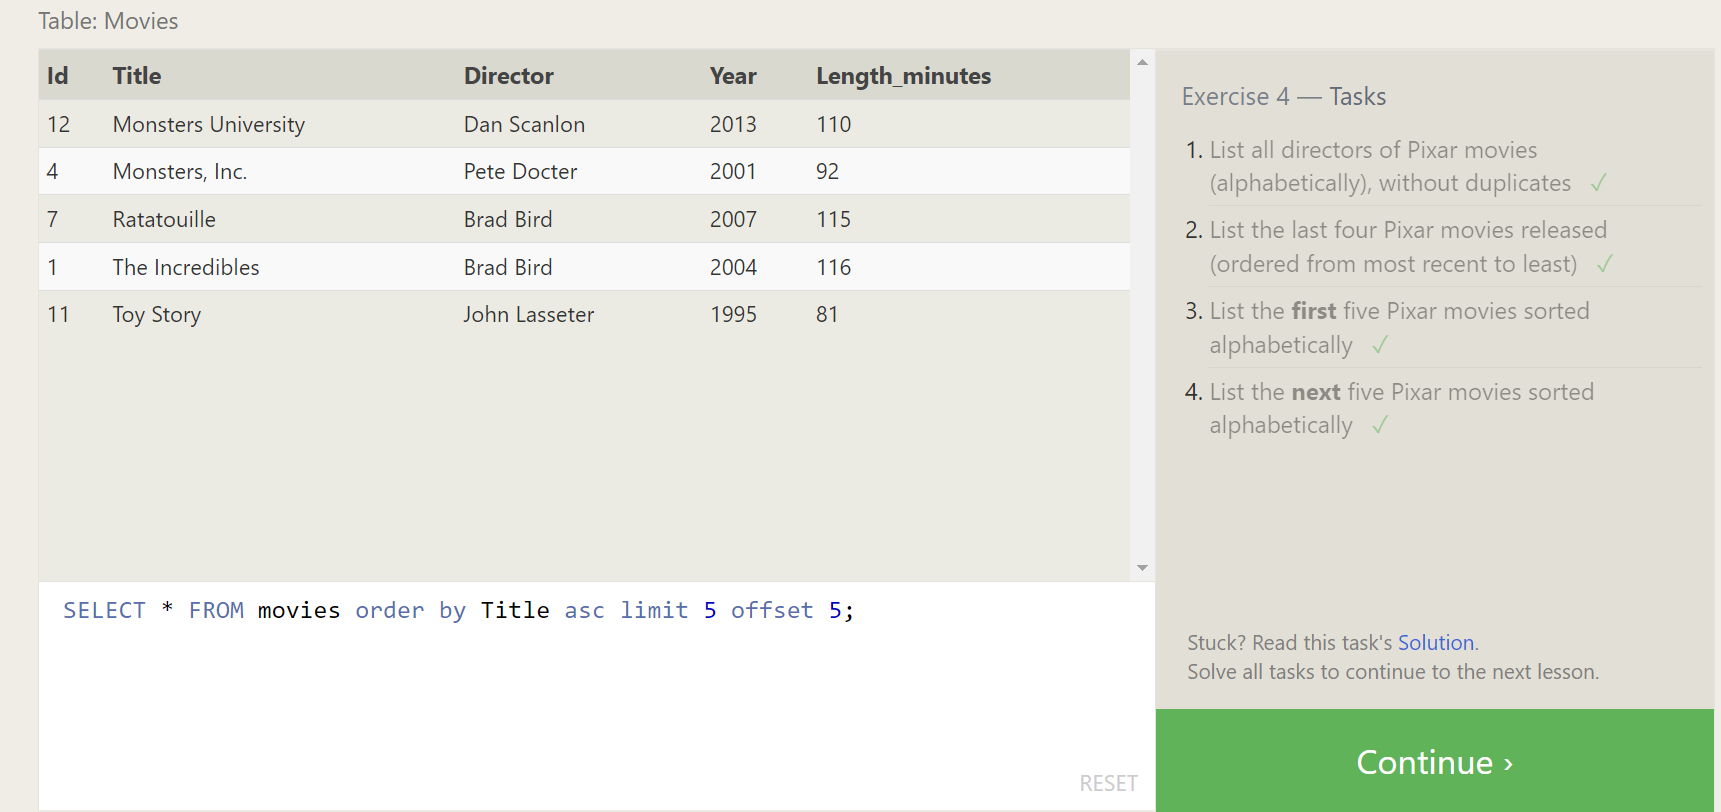 Table: Movies
Id Title Director Year Length_minutes
12 Monsters University Dan Scanlon 2013 110
4 Monsters, Inc. Pete Docter 2001 92
7 Ratatouille Brad Bird 2007 115
1 The Incredibles Brad Bird 2004 116
11 Toy Story John Lasseter 1995 81
SELECT * FROM movies order by Title asc limit 5 offset 5;
RESET
Exercise 4 — Tasks
1. List all directors of Pixar movies
(alphabetically), without duplicates ✓
2. List the last four Pixar movies released
(ordered from most recent to least) ✓
3. List the first five Pixar movies sorted
alphabetically ✓
4. List the next five Pixar movies sorted
alphabetically ✓
Stuck? Read this task's Solution.
Solve all tasks to continue to the next lesson.
Continue ›